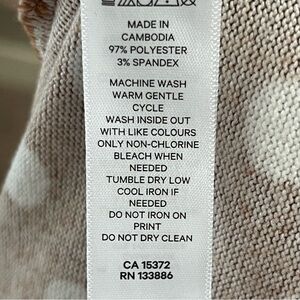 MADE IN
CAMBODIA
97% POLYESTER
3% SPANDEX
MACHINE WASH
WARM GENTLE
CYCLE
WASH INSIDE OUT
WITH LIKE COLOURS
ONLY NON-CHLORINE
BLEACH WHEN
NEEDED
TUMBLE DRY LOW
COOL IRON IF
NEEDED
DO NOT IRON ON
PRINT
DO NOT DRY CLEAN
CA 15372
RN 133886